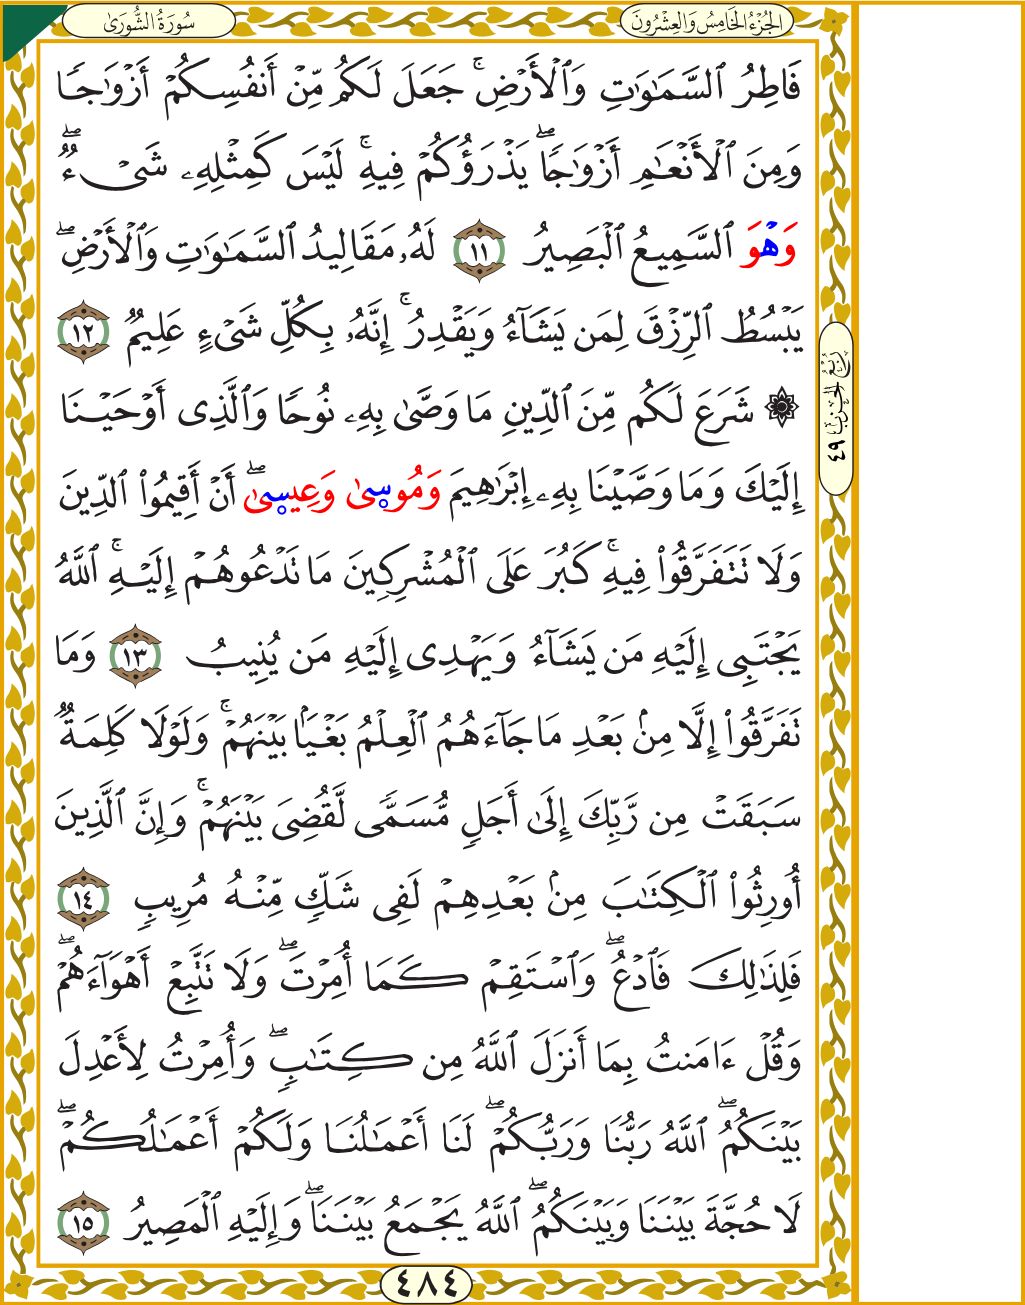 سُورَةُ الشُّورَىٰ
الجُزْءُ الخَامِسُ وَالعِشْرُونَ
فَاطِرُ ٱلسَّمَٰوَٰتِ وَٱلْأَرْضِ ۚ جَعَلَ لَكُم مِّنْ أَنفُسِكُمْ أَزْوَٰجًا
وَمِنَ ٱلْأَنْعَٰمِ أَزْوَٰجًا ۖ يَذْرَؤُكُمْ فِيهِ ۚ لَيْسَ كَمِثْلِهِۦ شَىْءٌ ۖ
وَهْوَ ٱلسَّمِيعُ ٱلْبَصِيرُ ١١ لَهُۥ مَقَالِيدُ ٱلسَّمَٰوَٰتِ وَٱلْأَرْضِ ۖ
يَبْسُطُ ٱلرِّزْقَ لِمَن يَشَآءُ وَيَقْدِرُ ۚ إِنَّهُۥ بِكُلِّ شَىْءٍ عَلِيمٌ ١٢
۞ شَرَعَ لَكُم مِّنَ ٱلدِّينِ مَا وَصَّىٰ بِهِۦ نُوحًا وَٱلَّذِىٓ أَوْحَيْنَآ
رُبْعُ الحِزْبِ ٤٩
إِلَيْكَ وَمَا وَصَّيْنَا بِهِۦٓ إِبْرَٰهِيمَ وَمُوسىٰ وَعِيسىٰٓ ۖ أَنْ أَقِيمُوا۟ ٱلدِّينَ
وَلَا تَتَفَرَّقُوا۟ فِيهِ ۚ كَبُرَ عَلَى ٱلْمُشْرِكِينَ مَا تَدْعُوهُمْ إِلَيْهِ ۚ ٱللَّهُ
يَجْتَبِىٓ إِلَيْهِ مَن يَشَآءُ وَيَهْدِىٓ إِلَيْهِ مَن يُنِيبُ ١٣ وَمَا
تَفَرَّقُوٓا۟ إِلَّا مِنۢ بَعْدِ مَا جَآءَهُمُ ٱلْعِلْمُ بَغْيًۢا بَيْنَهُمْ ۚ وَلَوْلَا كَلِمَةٌ
سَبَقَتْ مِن رَّبِّكَ إِلَىٰٓ أَجَلٍ مُّسَمًّى لَّقُضِىَ بَيْنَهُمْ ۚ وَإِنَّ ٱلَّذِينَ
أُورِثُوا۟ ٱلْكِتَٰبَ مِنۢ بَعْدِهِمْ لَفِى شَكٍّ مِّنْهُ مُرِيبٍ ١٤
فَلِذَٰلِكَ فَٱدْعُ ۖ وَٱسْتَقِمْ كَمَآ أُمِرْتَ ۖ وَلَا تَتَّبِعْ أَهْوَآءَهُمْ ۖ
وَقُلْ ءَامَنتُ بِمَآ أَنزَلَ ٱللَّهُ مِن كِتَٰبٍ ۖ وَأُمِرْتُ لِأَعْدِلَ
بَيْنَكُمُ ۖ ٱللَّهُ رَبُّنَا وَرَبُّكُمْ ۖ لَنَآ أَعْمَٰلُنَا وَلَكُمْ أَعْمَٰلُكُمْ ۖ
لَا حُجَّةَ بَيْنَنَا وَبَيْنَكُمُ ۖ ٱللَّهُ يَجْمَعُ بَيْنَنَا ۖ وَإِلَيْهِ ٱلْمَصِيرُ ١٥
٤٨٤